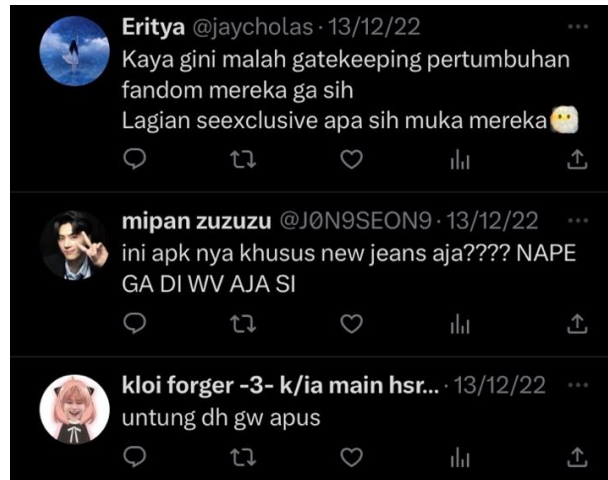 Eritya @jaycholas · 13/12/22
Kaya gini malah gatekeeping pertumbuhan
fandom mereka ga sih
Lagian seexclusive apa sih muka mereka😶
mipan zuzuzu @J0N9SEON9 · 13/12/22
ini apk nya khusus new jeans aja???? NAPE
GA DI WV AJA SI
kloi forger -3- k/ia main hsr... · 13/12/22
untung dh gw apus